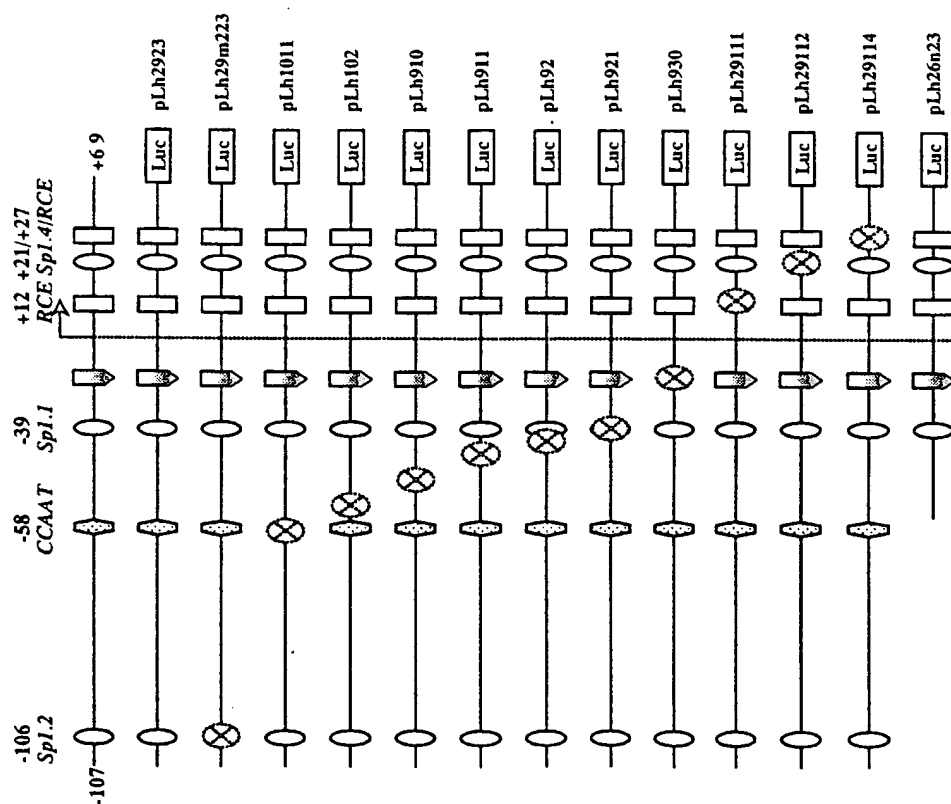 -106 -58 -39 +12 +21/+27
Sp1.2 CCAAT Sp1.1 RCE Sp1.4/RCE
-107 +6 9
Luc pLh2923
Luc pLh29m223
Luc pLh1011
Luc pLh102
Luc pLh910
Luc pLh911
Luc pLh92
Luc pLh921
Luc pLh930
Luc pLh29111
Luc pLh29112
Luc pLh29114
Luc pLh26n23